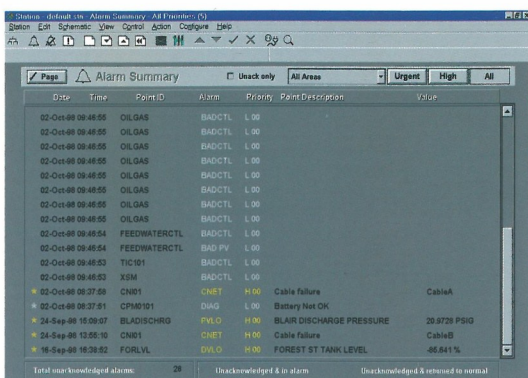 Station - default.stn - Alarm Summary - All Priorities (5)
Station Edit Schematic View Control Action Configure Help
Page Alarm Summary Unack only All Areas Urgent High All
Date Time Point ID Alarm Priority Point Description Value
02-Oct-98 09:46:55 OILGAS BADCTL L 00
02-Oct-98 09:46:55 OILGAS BADCTL L 00
02-Oct-98 09:46:55 OILGAS BADCTL L 00
02-Oct-98 09:46:55 OILGAS BADCTL L 00
02-Oct-98 09:46:55 OILGAS BADCTL L 00
02-Oct-98 09:46:55 OILGAS BADCTL L 00
02-Oct-98 09:46:55 OILGAS BADCTL L 00
02-Oct-98 09:46:55 OILGAS BADCTL L 00
02-Oct-98 09:46:54 FEEDWATERCTL BADCTL L 00
02-Oct-98 09:46:54 FEEDWATERCTL BAD PV L 00
02-Oct-98 09:46:53 TIC101 BADCTL L 00
02-Oct-98 09:46:53 XSM BADCTL L 00
02-Oct-98 08:37:58 CNI01 CNET H 00 Cable failure CableA
02-Oct-98 08:37:51 CPM0101 DIAG L 00 Battery Not OK
24-Sep-98 15:09:07 BLADISCHRG PVLO H 00 BLAIR DISCHARGE PRESSURE 20.9728 PSIG
24-Sep-98 CNI01 CNET H 00 Cable failure CableB
FORLVL DVLO H 00 FOREST ST TANK LEVEL -86.641 %
Total unacknowledged alarms: 28 Unacknowledged & in alarm Unacknowledged & returned to normal